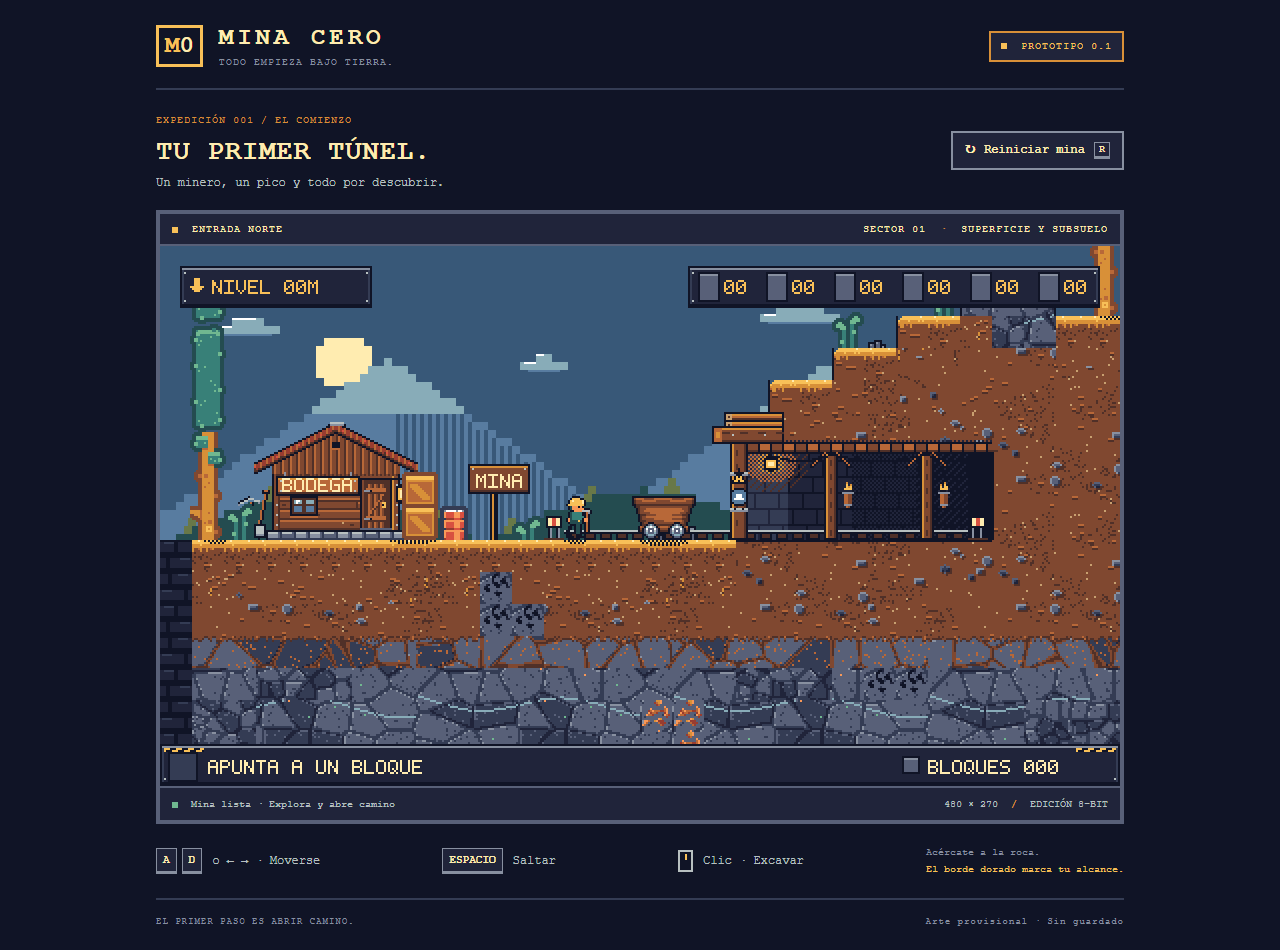 M0
MINA CERO
TODO EMPIEZA BAJO TIERRA.
PROTOTIPO 0.1
EXPEDICIÓN 001 / EL COMIENZO
TU PRIMER TÚNEL.
Un minero, un pico y todo por descubrir.
↻ Reiniciar mina R
ENTRADA NORTE
SECTOR 01 · SUPERFICIE Y SUBSUELO
NIVEL 00M
00 00 00 00 00 00
BODEGA
MINA
APUNTA A UN BLOQUE
BLOQUES 000
Mina lista · Explora y abre camino
480 × 270 / EDICIÓN 8-BIT
A D o ← → · Moverse
ESPACIO Saltar
Clic · Excavar
Acércate a la roca.
El borde dorado marca tu alcance.
EL PRIMER PASO ES ABRIR CAMINO.
Arte provisional · Sin guardado